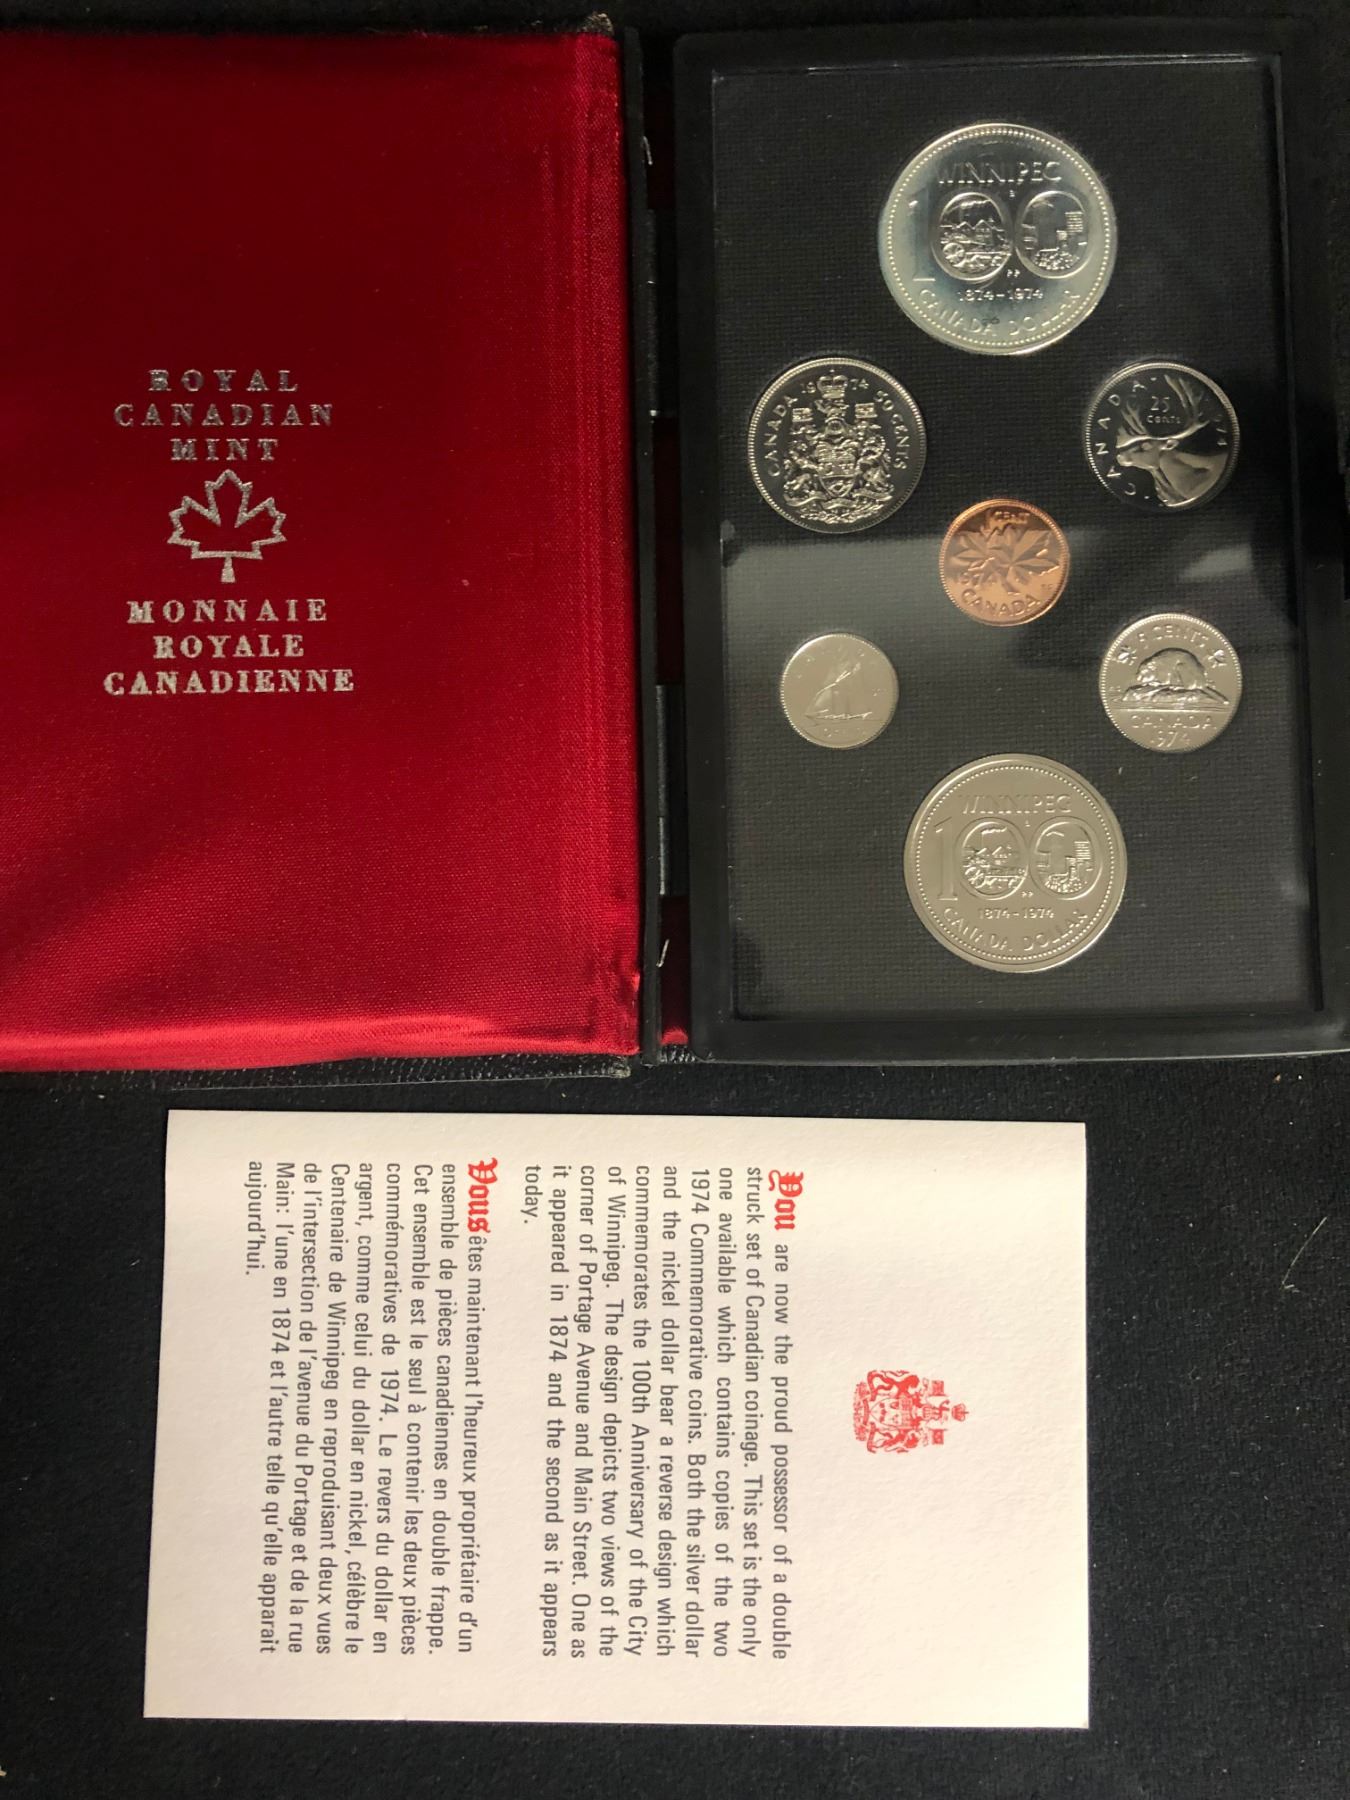 ROYAL
CANADIAN
MINT
MONNAIE
ROYALE
CANADIENNE
WINNIPEG
100
PP
1874-1974
CANADA DOLLAR
CANADA 1974 50 CENTS
CANADA
25
CENTS
1 CENT
1974
CANADA
5 CENTS
CANADA
1974
WINNIPEG
100
PP
1874-1974
CANADA DOLLAR
You are now the proud possessor of a double
struck set of Canadian coinage. This set is the only
one available which contains copies of the two
1974 Commemorative coins. Both the silver dollar
and the nickel dollar bear a reverse design which
commemorates the 100th Anniversary of the City
of Winnipeg. The design depicts two views of the
corner of Portage Avenue and Main Street. One as
it appeared in 1874 and the second as it appears
today.
Vous êtes maintenant l'heureux propriétaire d'un
ensemble de pièces canadiennes en double frappe.
Cet ensemble est le seul à contenir les deux pièces
commémoratives de 1974. Le revers du dollar en
argent, comme celui du dollar en nickel, célèbre le
Centenaire de Winnipeg en reproduisant deux vues
de l'intersection de l'avenue du Portage et de la rue
Main: l'une en 1874 et l'autre telle qu'elle apparait
aujourd'hui.